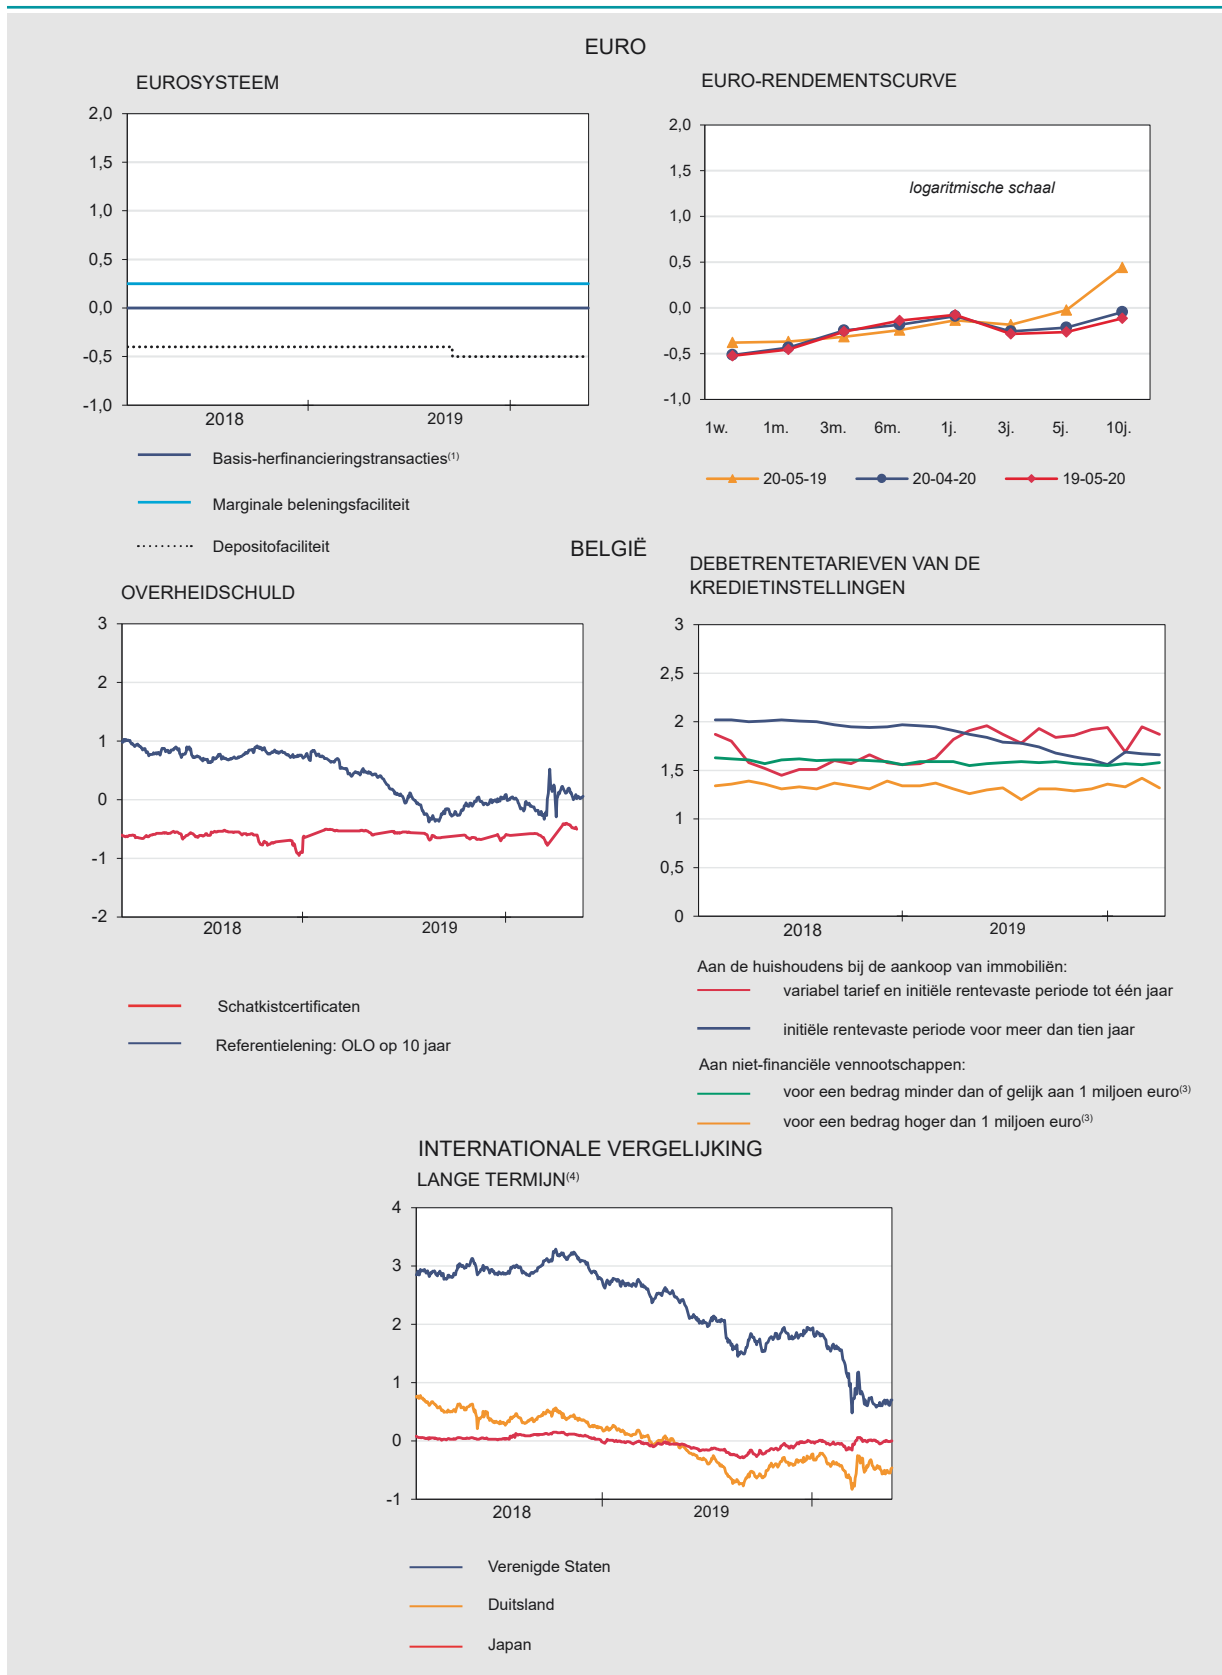 EURO
EUROSYSTEEM
2,0
1,5
1,0
0,5
0,0
-0,5
-1,0
2018 2019
Basis-herfinancieringstransacties(1)
Marginale beleningsfaciliteit
Depositofaciliteit
EURO-RENDEMENTSCURVE
2,0
1,5
1,0
0,5
0,0
-0,5
-1,0
logaritmische schaal
1w. 1m. 3m. 6m. 1j. 3j. 5j. 10j.
20-05-19 20-04-20 19-05-20
BELGIË
OVERHEIDSCHULD
3
2
1
0
-1
-2
2018 2019
Schatkistcertificaten
Referentielening: OLO op 10 jaar
DEBETRENTETARIEVEN VAN DE
KREDIETINSTELLINGEN
3
2,5
2
1,5
1
0,5
0
2018 2019
Aan de huishoudens bij de aankoop van immobiliën:
variabel tarief en initiële rentevaste periode tot één jaar
initiële rentevaste periode voor meer dan tien jaar
Aan niet-financiële vennootschappen:
voor een bedrag minder dan of gelijk aan 1 miljoen euro(3)
voor een bedrag hoger dan 1 miljoen euro(3)
INTERNATIONALE VERGELIJKING
LANGE TERMIJN(4)
4
3
2
1
0
-1
2018 2019
Verenigde Staten
Duitsland
Japan